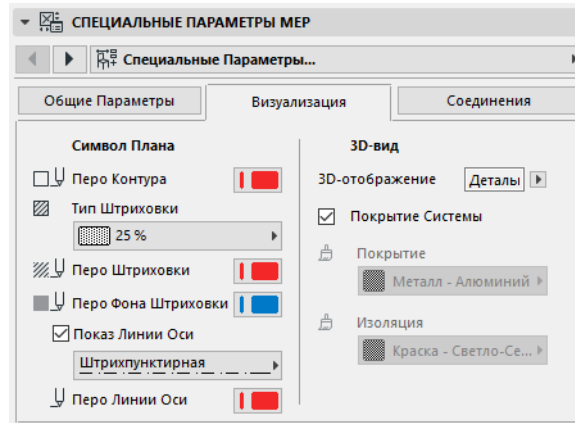 СПЕЦИАЛЬНЫЕ ПАРАМЕТРЫ МЕР
Специальные Параметры...
Общие Параметры
Визуализация
Соединения
Символ Плана
Перо Контура
Тип Штриховки
25 %
Перо Штриховки
Перо Фона Штриховки
Показ Линии Оси
Штрихпунктирная
Перо Линии Оси
3D-вид
3D-отображение
Деталы
Покрытие Системы
Покрытие
Металл - Алюминий
Изоляция
Краска - Светло-Се...